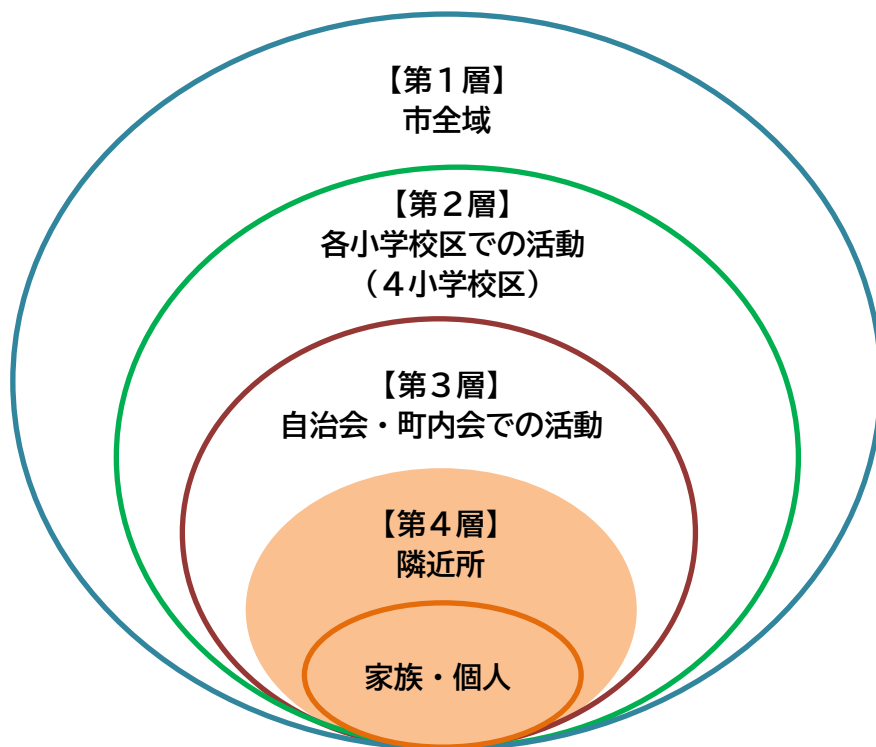 【第１層】
市全域
【第２層】
各小学校区での活動
（４小学校区）
【第３層】
自治会・町内会での活動
【第４層】
隣近所
家族・個人